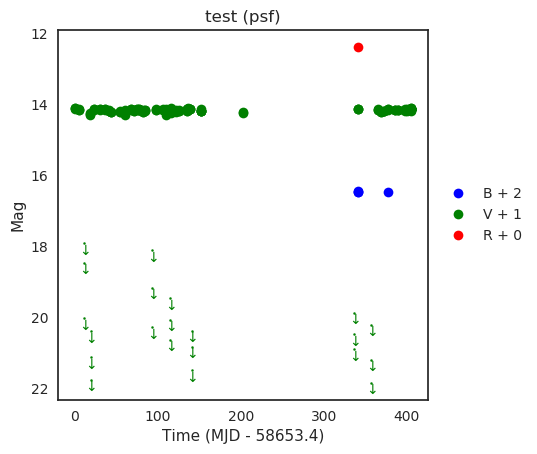 test (psf)
12
14
16
18
20
22
Mag
0
100
200
300
400
Time (MJD - 58653.4)
B + 2
V + 1
R + 0